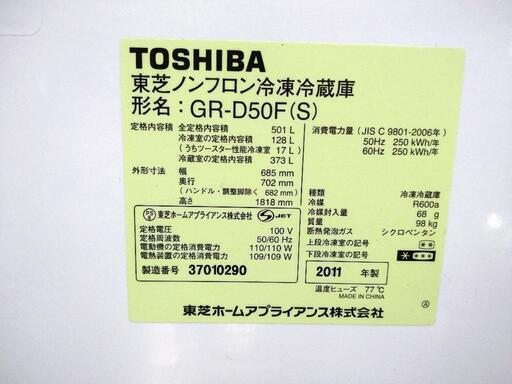 TOSHIBA
東芝ノンフロン冷凍冷蔵庫
形名：GR-D50F(S)
定格内容積 全定格内容積 501 L
冷凍室の定格内容積 128 L
(うちツースター性能冷凍室 17 L)
冷蔵室の定格内容積 373 L
外形寸法 幅 685 mm
奥行 702 mm
(ハンドル・調整脚除く 682 mm)
高さ 1818 mm
PSE 東芝ホームアプライアンス株式会社 JET
定格電圧 100 V
定格周波数 50/60 Hz
電動機の定格消費電力 110/110 W
電熱装置の定格消費電力 109/109 W
製造番号 37010290
消費電力量 (JIS C 9801-2006年)
50Hz 250 kWh/年
60Hz 250 kWh/年
種類 冷凍冷蔵庫
冷媒 R600a
冷媒封入量 68 g
質量 98 kg
断熱発泡ガス シクロペンタン
上段冷凍室の記号 **
下段冷凍室の記号 ****
2011 年製
温度ヒューズ 77℃
MADE IN CHINA
東芝ホームアプライアンス株式会社
Ⓐ